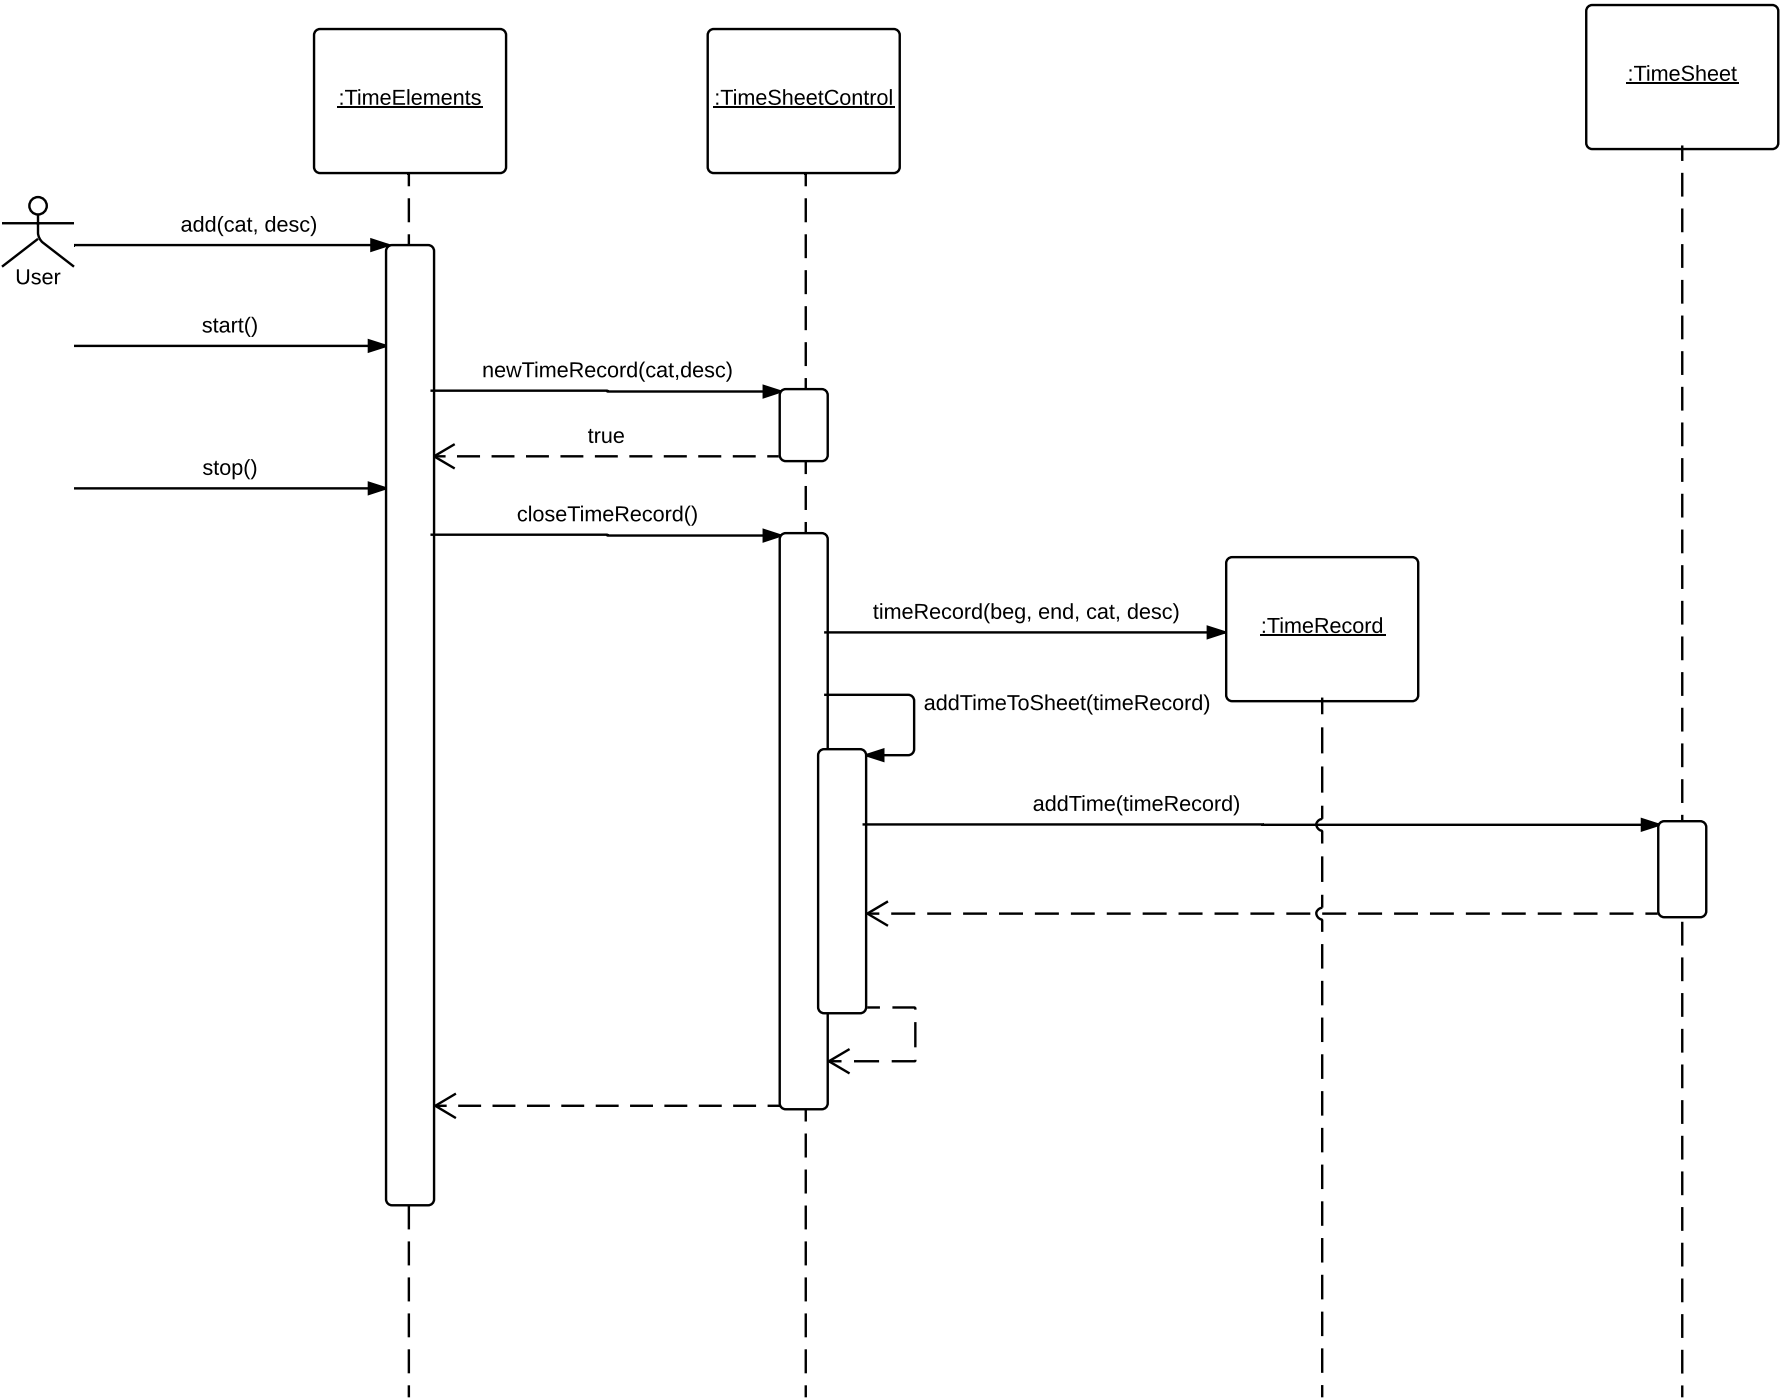 :TimeSheet
:TimeElements
:TimeSheetControl
add(cat, desc)
User
start()
newTimeRecord(cat,desc)
true
stop()
closeTimeRecord()
timeRecord(beg, end, cat, desc)
:TimeRecord
addTimeToSheet(timeRecord)
addTime(timeRecord)